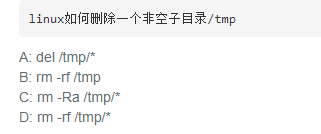 linux如何删除一个非空子目录/tmp
A: del /tmp/*
B: rm -rf /tmp
C: rm -Ra /tmp/*
D: rm -rf /tmp/*